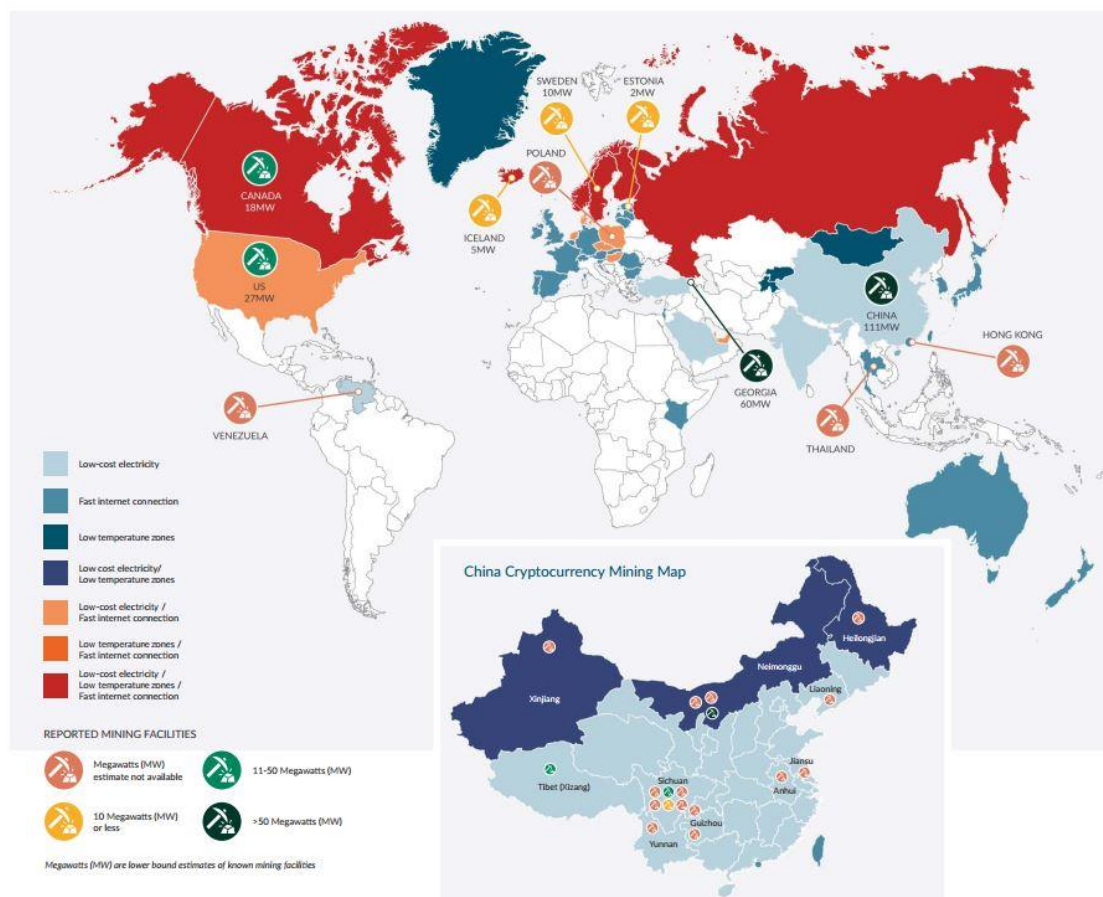 SWEDEN
10MW
ESTONIA
2MW
POLAND
CANADA
18MW
ICELAND
5MW
US
27MW
CHINA
111MW
HONG KONG
GEORGIA
60MW
VENEZUELA
THAILAND
Low-cost electricity
Fast internet connection
Low temperature zones
Low cost electricity/
Low temperature zones
Low-cost electricity /
Fast internet connection
Low temperature zones /
Fast internet connection
Low-cost electricity /
Low temperature zones /
Fast internet connection
REPORTED MINING FACILITIES
Megawatts (MW)
estimate not available
11-50 Megawatts (MW)
10 Megawatts (MW)
or less
>50 Megawatts (MW)
Megawatts (MW) are lower bound estimates of known mining facilities
China Cryptocurrency Mining Map
Heilongjian
Neimonggu
Xinjiang
Liaoning
Jiansu
Anhui
Tibet (Xizang)
Sichuan
Guizhou
Yunnan